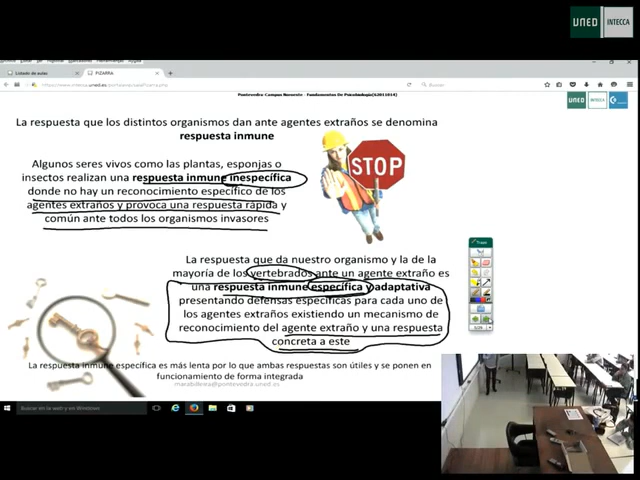 UNED
INTECCA
Listado de aulas
PIZARRA
Pontevedra: Campus Noroeste - Fundamentos De Psicobiología(62011014)
Buscar
UNED
INTECCA
La respuesta que los distintos organismos dan ante agentes extraños se denomina
respuesta inmune
Algunos seres vivos como las plantas, esponjas o
insectos realizan una respuesta inmune inespecífica
donde no hay un reconocimiento específico de los
agentes extraños y provoca una respuesta rápida y
común ante todos los organismos invasores
STOP
La respuesta que da nuestro organismo y la de la
mayoría de los vertebrados ante un agente extraño es
una respuesta inmune específica y adaptativa
presentando defensas específicas para cada uno de
los agentes extraños existiendo un mecanismo de
reconocimiento del agente extraño y una respuesta
concreta a este
La respuesta inmune específica es más lenta por lo que ambas respuestas son útiles y se ponen en
funcionamiento de forma integrada
Buscar en la web y en Windows